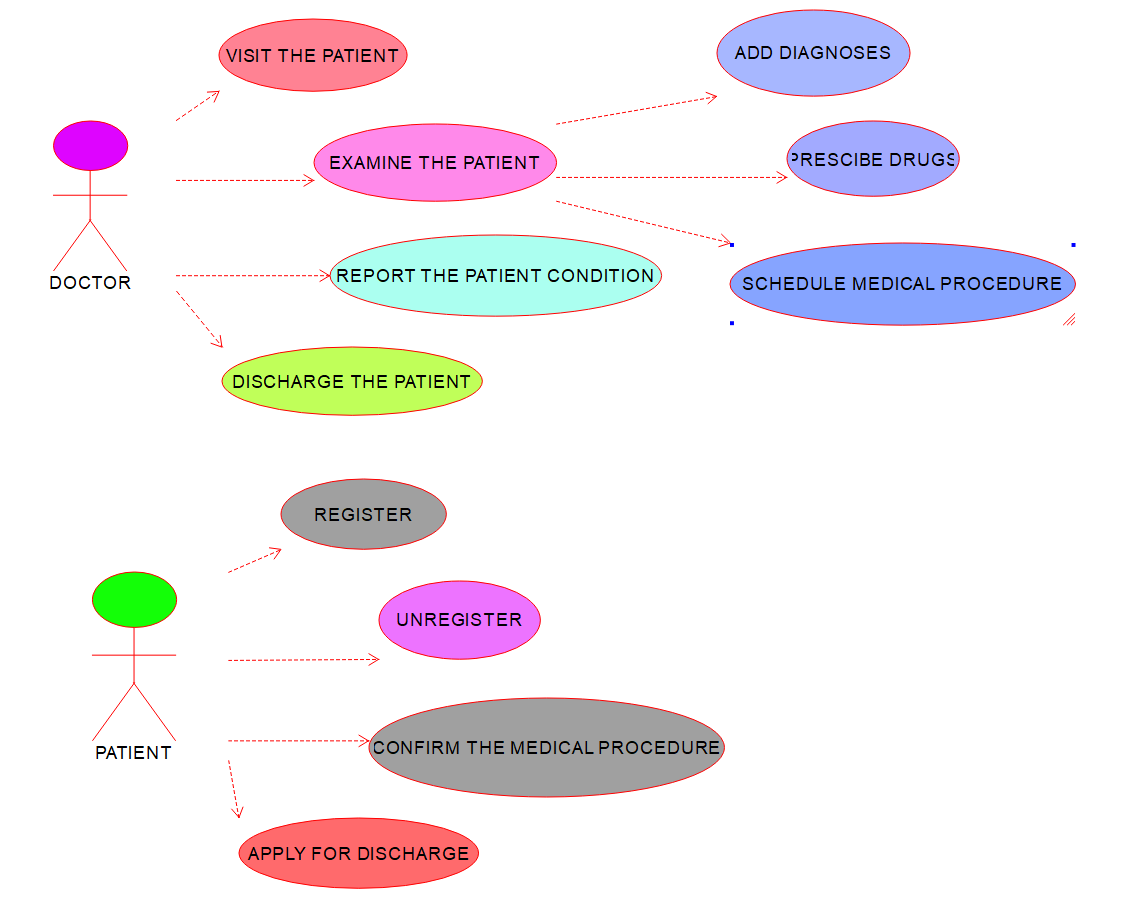 VISIT THE PATIENT
ADD DIAGNOSES
EXAMINE THE PATIENT
PRESCIBE DRUGS
DOCTOR
REPORT THE PATIENT CONDITION
SCHEDULE MEDICAL PROCEDURE
DISCHARGE THE PATIENT
REGISTER
UNREGISTER
PATIENT
CONFIRM THE MEDICAL PROCEDURE
APPLY FOR DISCHARGE